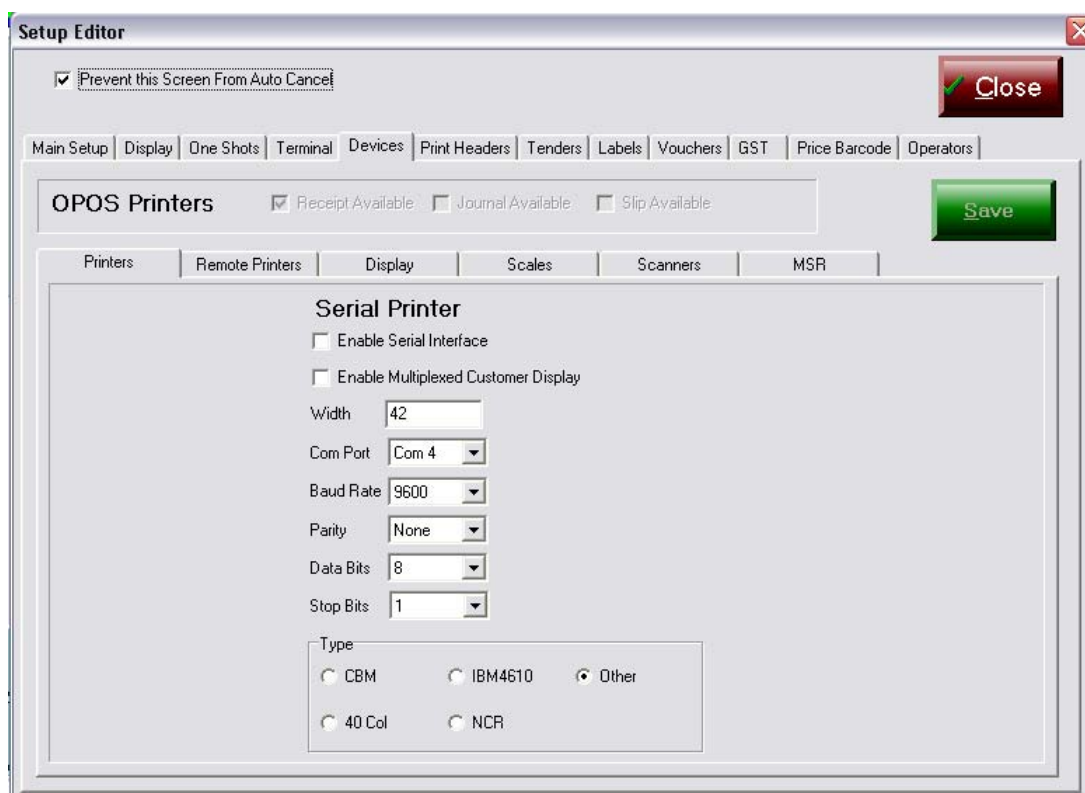 Setup Editor
Prevent this Screen From Auto Cancel
Close
Main Setup Display One Shots Terminal Devices Print Headers Tenders Labels Vouchers GST Price Barcode Operators
OPOS Printers Receipt Available Journal Available Slip Available
Save
Printers Remote Printers Display Scales Scanners MSR
Serial Printer
Enable Serial Interface
Enable Multiplexed Customer Display
Width 42
Com Port Com 4
Baud Rate 9600
Parity None
Data Bits 8
Stop Bits 1
Type
CBM IBM4610 Other
40 Col NCR